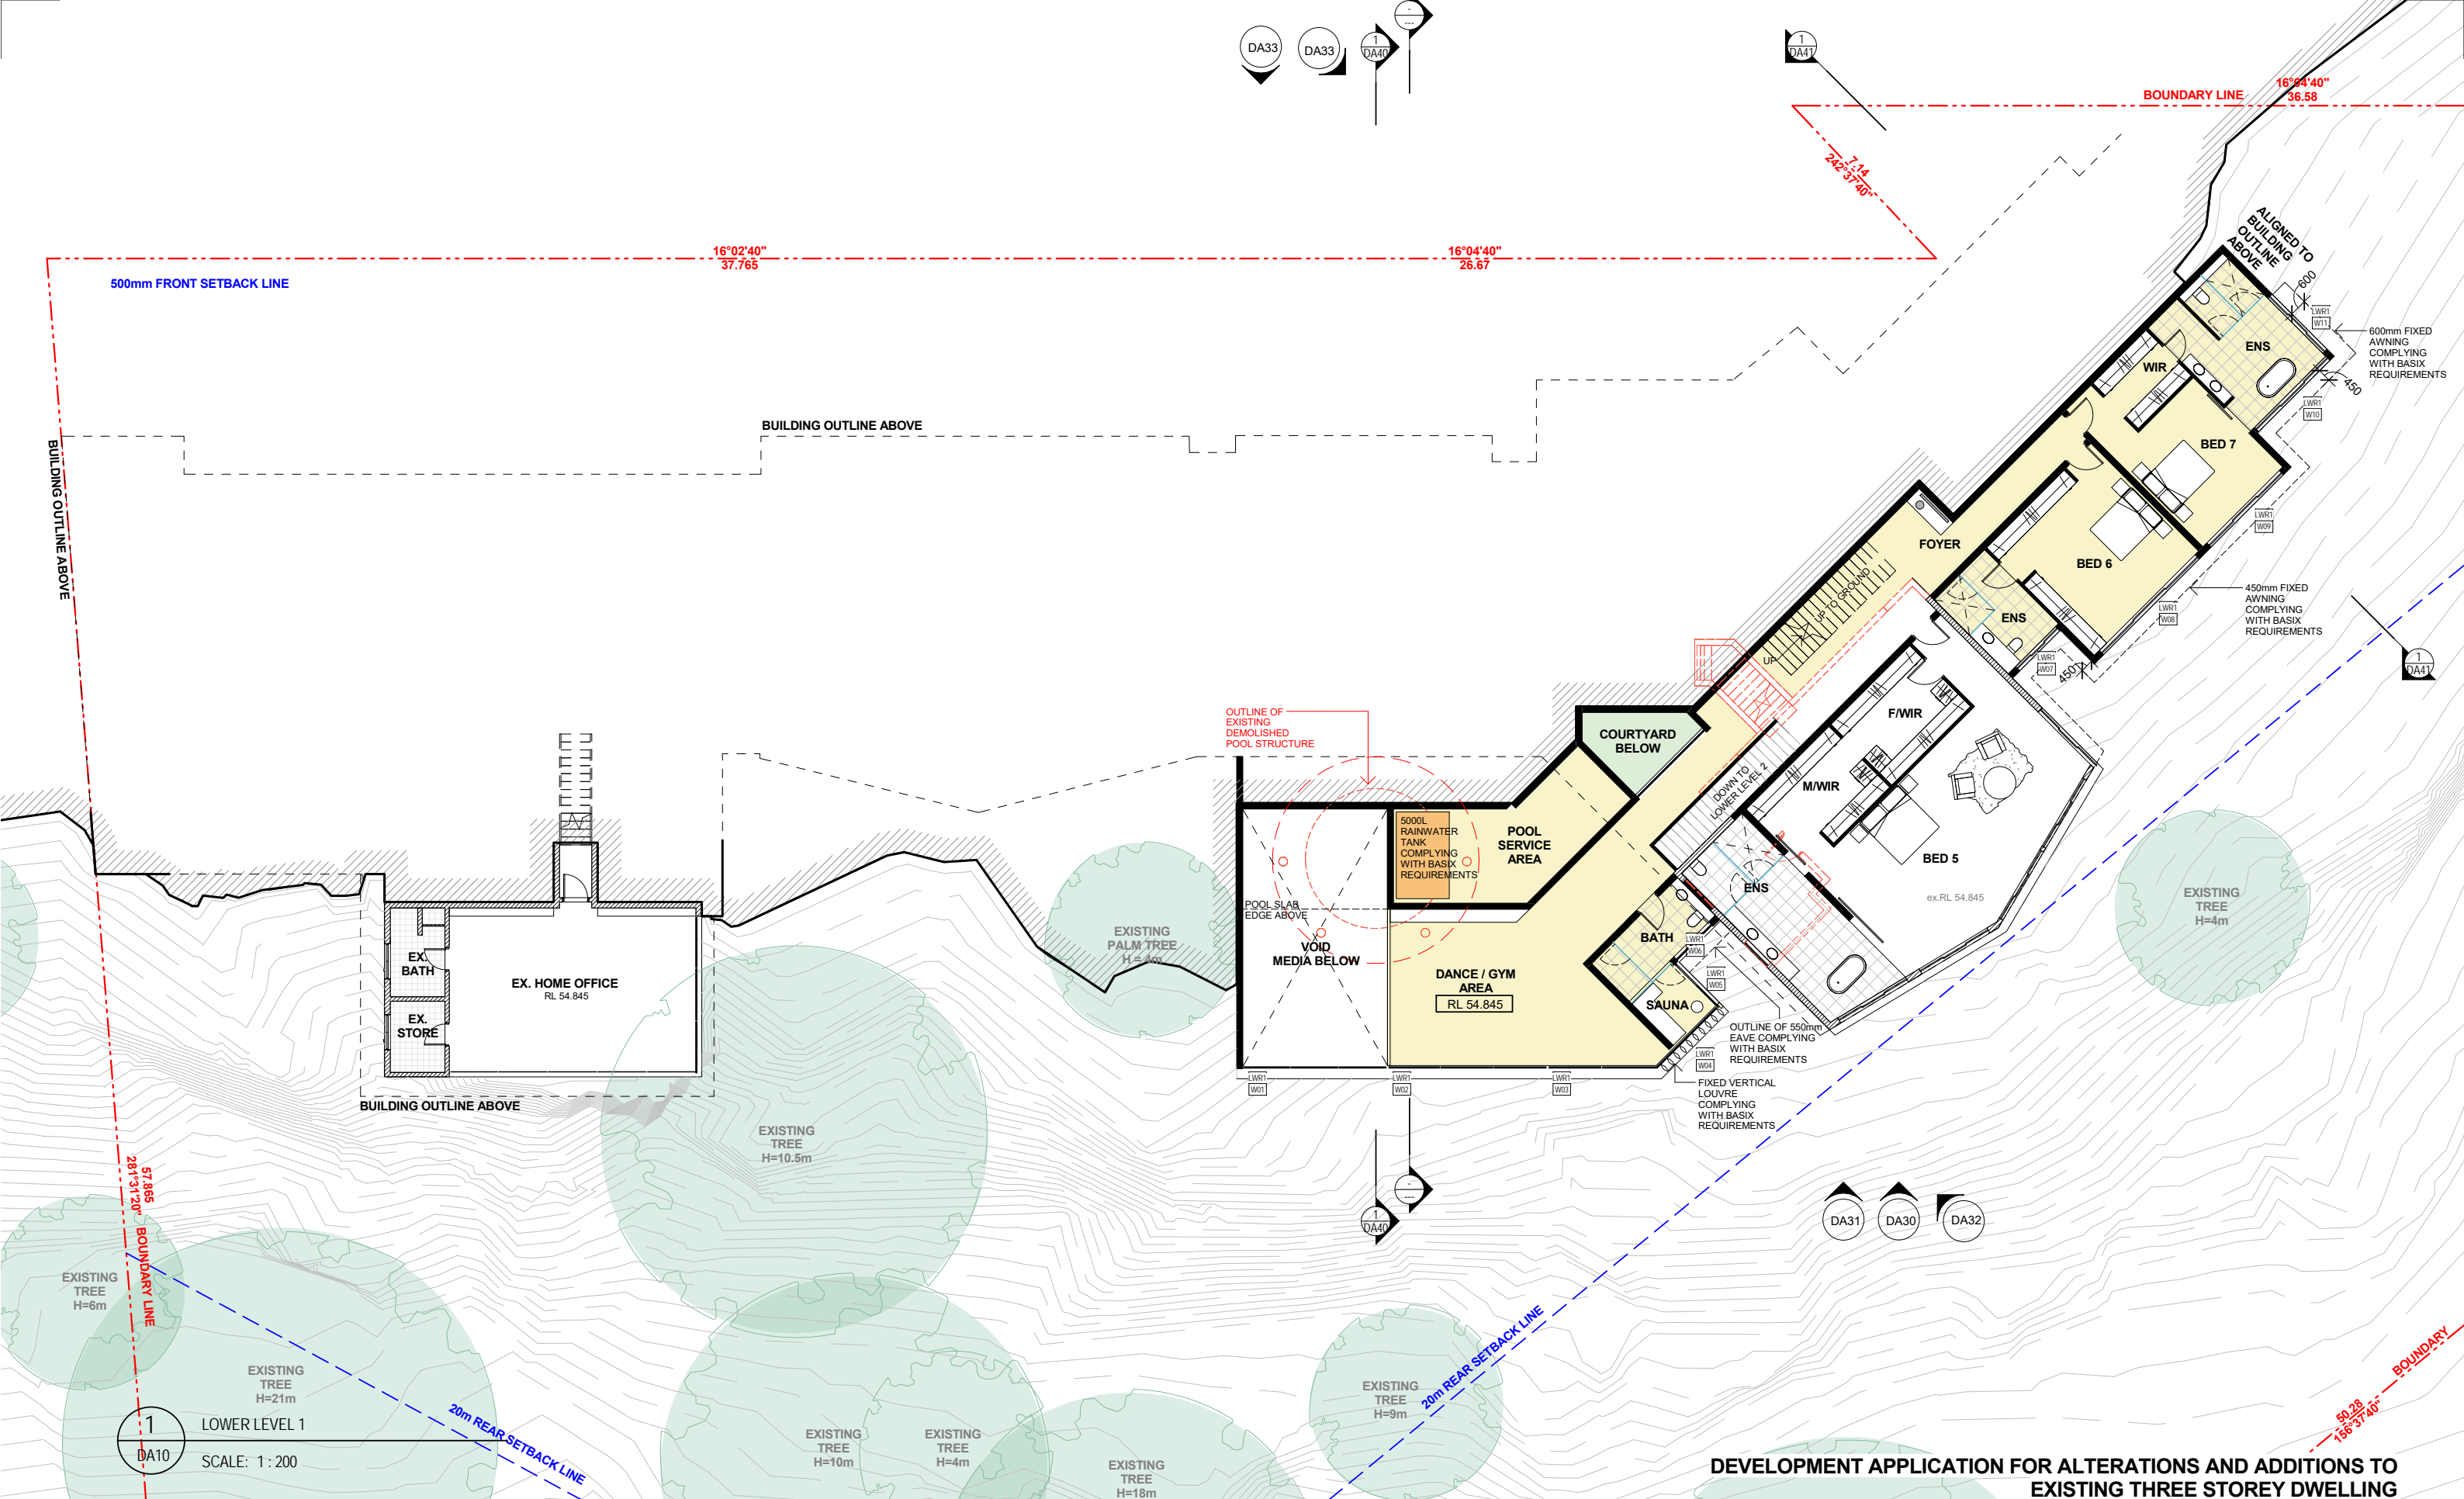 DA33
DA33
1
DA40
-
---
1
DA41
BOUNDARY LINE
16°04'40"
36.58
7.14
242°37'40"
16°02'40"
37.765
16°04'40"
26.67
500mm FRONT SETBACK LINE
ALIGNED TO
BUILDING
OUTLINE
ABOVE
600
LWR1
W11
600mm FIXED
AWNING
COMPLYING
WITH BASIX
REQUIREMENTS
ENS
WIR
450
LWR1
W10
BUILDING OUTLINE ABOVE
BUILDING OUTLINE ABOVE
BED 7
LWR1
W09
FOYER
BED 6
UP TO GROUND
UP
450mm FIXED
AWNING
COMPLYING
WITH BASIX
REQUIREMENTS
LWR1
W08
ENS
LWR1
W07
450
1
DA41
OUTLINE OF
EXISTING
DEMOLISHED
POOL STRUCTURE
COURTYARD
BELOW
F/WIR
M/WIR
DOWN TO
LOWER LEVEL 2
5000L
RAINWATER
TANK
COMPLYING
WITH BASIX
REQUIREMENTS
POOL
SERVICE
AREA
BED 5
ex.RL 54.845
ENS
EXISTING
TREE
H=4m
POOL SLAB
EDGE ABOVE
VOID
MEDIA BELOW
EXISTING
PALM TREE
H = 4m
BATH
LWR1
W06
LWR1
W05
DANCE / GYM
AREA
RL 54.845
SAUNA
EX.
BATH
EX. HOME OFFICE
RL 54.845
EX.
STORE
OUTLINE OF 550mm
EAVE COMPLYING
WITH BASIX
REQUIREMENTS
LWR1
W04
LWR1
W01
LWR1
W02
LWR1
W03
FIXED VERTICAL
LOUVRE
COMPLYING
WITH BASIX
REQUIREMENTS
BUILDING OUTLINE ABOVE
EXISTING
TREE
H=10.5m
57.865
281°31'20"
BOUNDARY LINE
-
---
1
DA40
DA31
DA30
DA32
EXISTING
TREE
H=6m
EXISTING
TREE
H=21m
20m REAR SETBACK LINE
20m REAR SETBACK LINE
EXISTING
TREE
H=9m
BOUNDARY
50.28
156°37'40"
1
DA10
LOWER LEVEL 1
SCALE: 1 : 200
EXISTING
TREE
H=10m
EXISTING
TREE
H=4m
EXISTING
TREE
H=18m
DEVELOPMENT APPLICATION FOR ALTERATIONS AND ADDITIONS TO
EXISTING THREE STOREY DWELLING